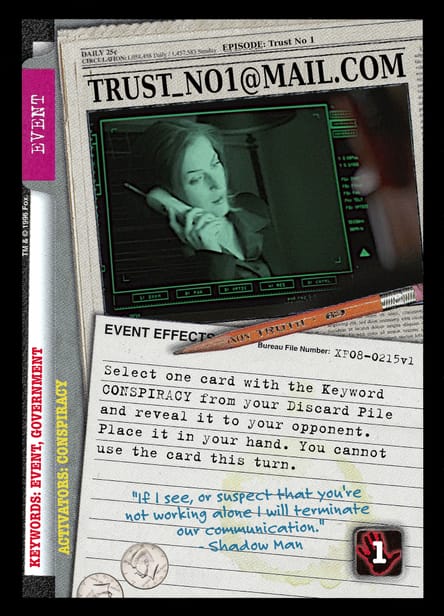 DAILY 25¢
EPISODE: Trust No 1
TRUST_NO1@MAIL.COM
EVENT
TM & © 1996 Fox.
EVENT EFFECTS
Bureau File Number: XF08-0215v1
Select one card with the Keyword
CONSPIRACY from your Discard Pile
and reveal it to your opponent.
Place it in your hand. You cannot
use the card this turn.
"If I see, or suspect that you're
not working alone I will terminate
our communication."
-Shadow Man
1
KEYWORDS: EVENT, GOVERNMENT
ACTIVATORS: CONSPIRACY